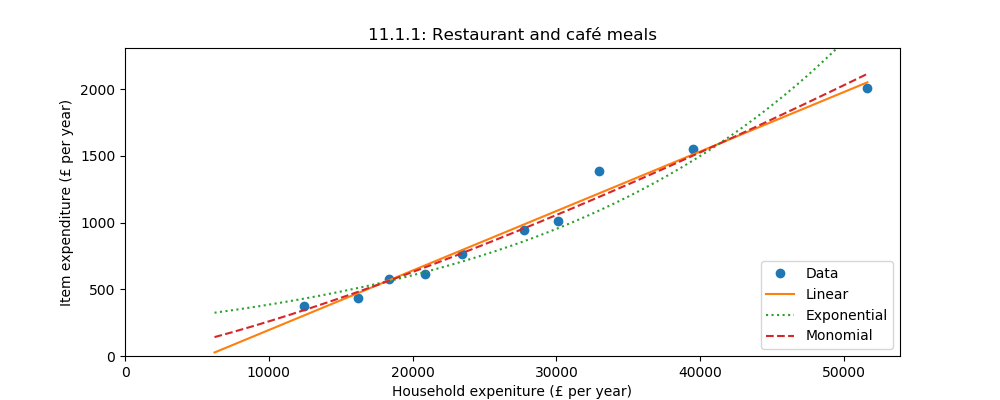 11.1.1: Restaurant and café meals
Item expenditure (£ per year)
2000
1500
1000
500
0
0 10000 20000 30000 40000 50000
Household expeniture (£ per year)
Data
Linear
Exponential
Monomial